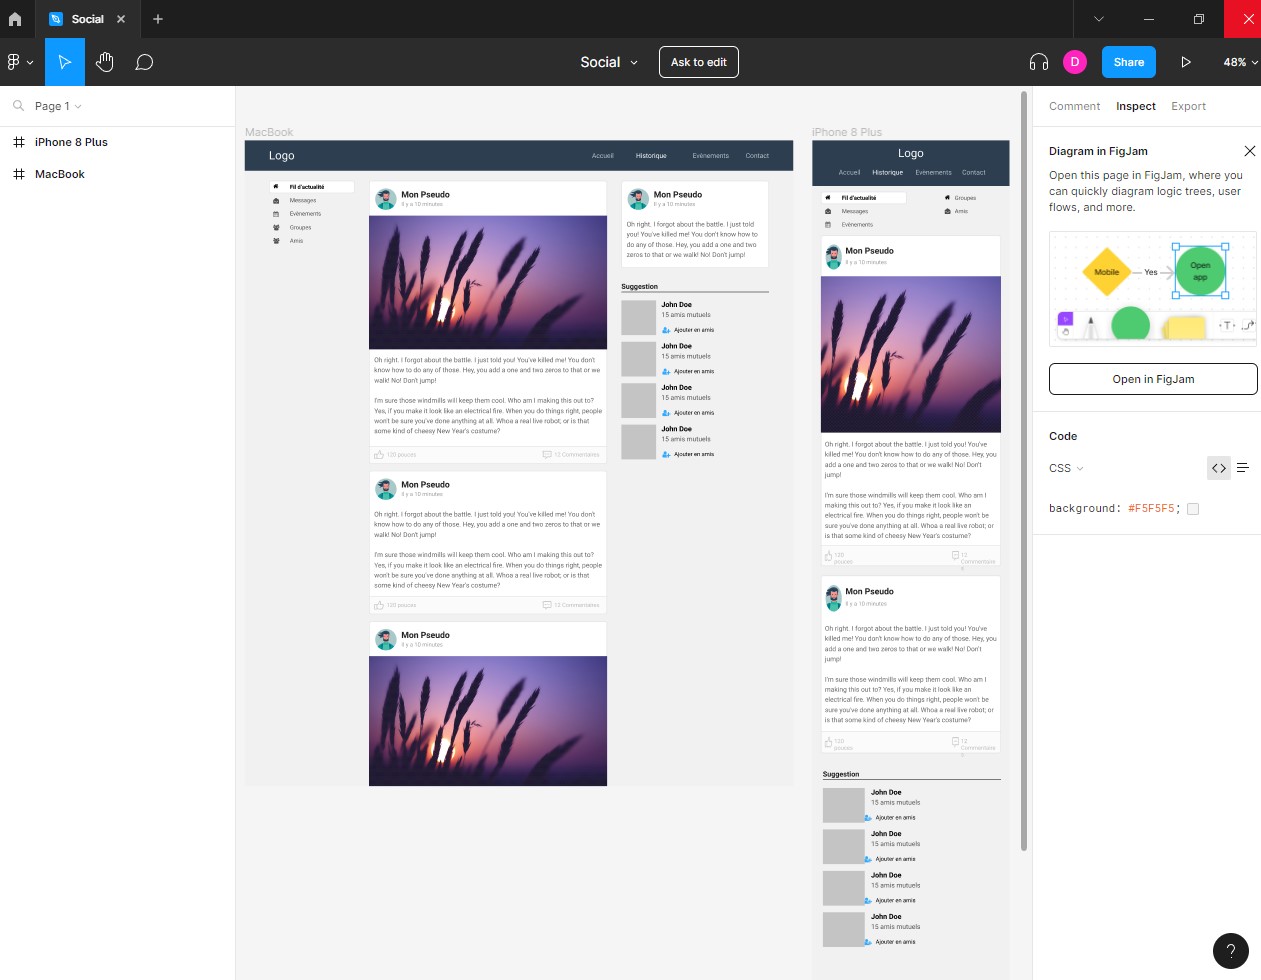 Social
Social
Ask to edit
D
Share
48%
Page 1
iPhone 8 Plus
MacBook
MacBook
Logo
Accueil
Historique
Evènements
Contact
Fil d'actualité
Messages
Evènements
Groupes
Amis
Mon Pseudo
Il y a 10 minutes
Oh right. I forgot about the battle. I just told you! You've killed me! You don't
know how to do any of those. Hey, you add a one and two zeros to that or we
walk! No! Don't jump!
I'm sure those windmills will keep them cool. Who am I making this out to?
Yes, if you make it look like an electrical fire. When you do things right, people
won't be sure you've done anything at all. Whoa a real live robot; or is that
some kind of cheesy New Year's costume?
120 pouces
12 Commentaires
Mon Pseudo
Il y a 10 minutes
Oh right. I forgot about the battle. I just told you! You've killed me! You don't
know how to do any of those. Hey, you add a one and two zeros to that or we
walk! No! Don't jump!
I'm sure those windmills will keep them cool. Who am I making this out to?
Yes, if you make it look like an electrical fire. When you do things right, people
won't be sure you've done anything at all. Whoa a real live robot; or is that
some kind of cheesy New Year's costume?
120 pouces
12 Commentaires
Mon Pseudo
Il y a 10 minutes
Mon Pseudo
Il y a 10 minutes
Oh right. I forgot about the battle. I just told
you! You've killed me! You don't know how to
do any of those. Hey, you add a one and two
zeros to that or we walk! No! Don't jump!
Suggestion
John Doe
15 amis mutuels
Ajouter en amis
John Doe
15 amis mutuels
Ajouter en amis
John Doe
15 amis mutuels
Ajouter en amis
John Doe
15 amis mutuels
Ajouter en amis
iPhone 8 Plus
Logo
Accueil
Historique
Evènements
Contact
Fil d'actualité
Groupes
Messages
Amis
Evènements
Mon Pseudo
Il y a 10 minutes
Oh right. I forgot about the battle. I just told you! You've
killed me! You don't know how to do any of those. Hey, you
add a one and two zeros to that or we walk! No! Don't
jump!
I'm sure those windmills will keep them cool. Who am I
making this out to? Yes, if you make it look like an
electrical fire. When you do things right, people won't be
sure you've done anything at all. Whoa a real live robot; or
is that some kind of cheesy New Year's costume?
120
pouces
12
Commentaire
s
Mon Pseudo
Il y a 10 minutes
Oh right. I forgot about the battle. I just told you! You've
killed me! You don't know how to do any of those. Hey, you
add a one and two zeros to that or we walk! No! Don't
jump!
I'm sure those windmills will keep them cool. Who am I
making this out to? Yes, if you make it look like an
electrical fire. When you do things right, people won't be
sure you've done anything at all. Whoa a real live robot; or
is that some kind of cheesy New Year's costume?
120
pouces
12
Commentaire
s
Suggestion
John Doe
15 amis mutuels
Ajouter en amis
John Doe
15 amis mutuels
Ajouter en amis
John Doe
15 amis mutuels
Ajouter en amis
John Doe
15 amis mutuels
Ajouter en amis
Comment
Inspect
Export
Diagram in FigJam
Open this page in FigJam, where you
can quickly diagram logic trees, user
flows, and more.
Mobile
Yes
Open
app
T
Open in FigJam
Code
CSS
background: #F5F5F5;
?